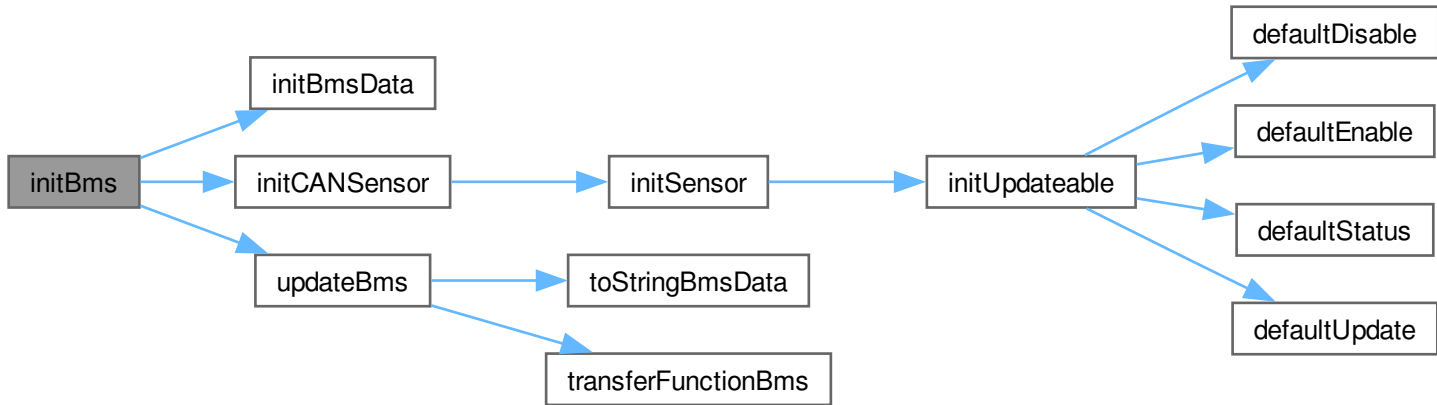 initBms
initBmsData
initCANSensor
updateBms
initSensor
toStringBmsData
transferFunctionBms
initUpdateable
defaultDisable
defaultEnable
defaultStatus
defaultUpdate